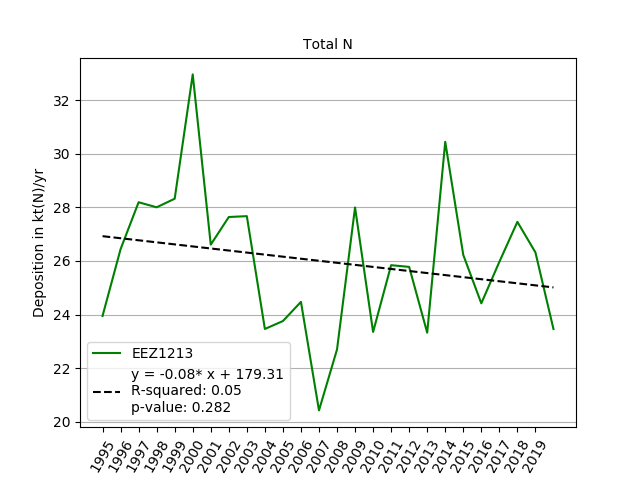 Total N
Deposition in kt(N)/yr
32
30
28
26
24
22
20
EEZ1213
y = -0.08* x + 179.31
R-squared: 0.05
p-value: 0.282
1995 1996 1997 1998 1999 2000 2001 2002 2003 2004 2005 2006 2007 2008 2009 2010 2011 2012 2013 2014 2015 2016 2017 2018 2019